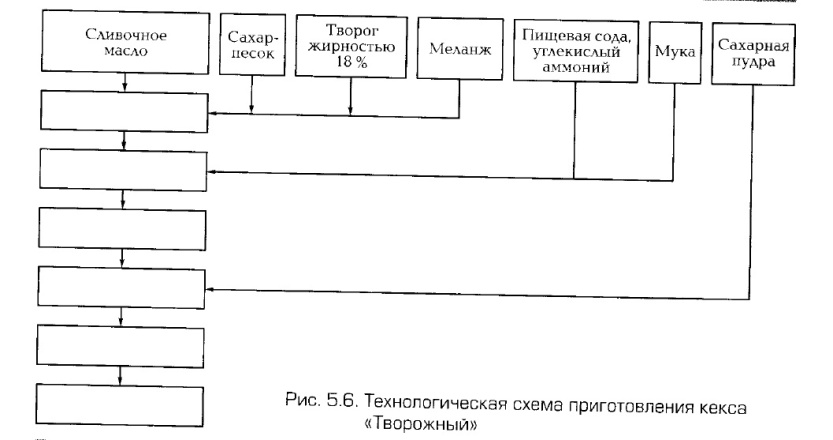 Сливочное
масло
Сахар-
песок
Творог
жирностью
18 %
Меланж
Пищевая сода,
углекислый
аммоний
Мука
Сахарная
пудра
Рис. 5.6. Технологическая схема приготовления кекса
«Творожный»